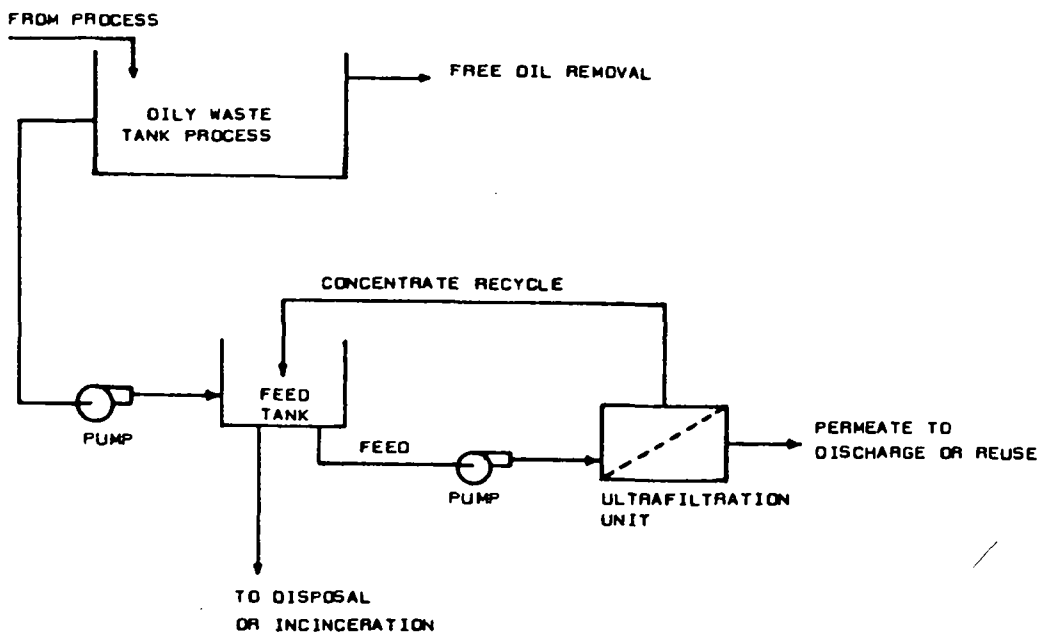 FROM PROCESS
FREE OIL REMOVAL
OILY WASTE
TANK PROCESS
CONCENTRATE RECYCLE
FEED
TANK
PUMP
FEED
PUMP
PERMEATE TO
DISCHARGE OR REUSE
ULTRAFILTRATION
UNIT
TO DISPOSAL
OR INCINCERATION